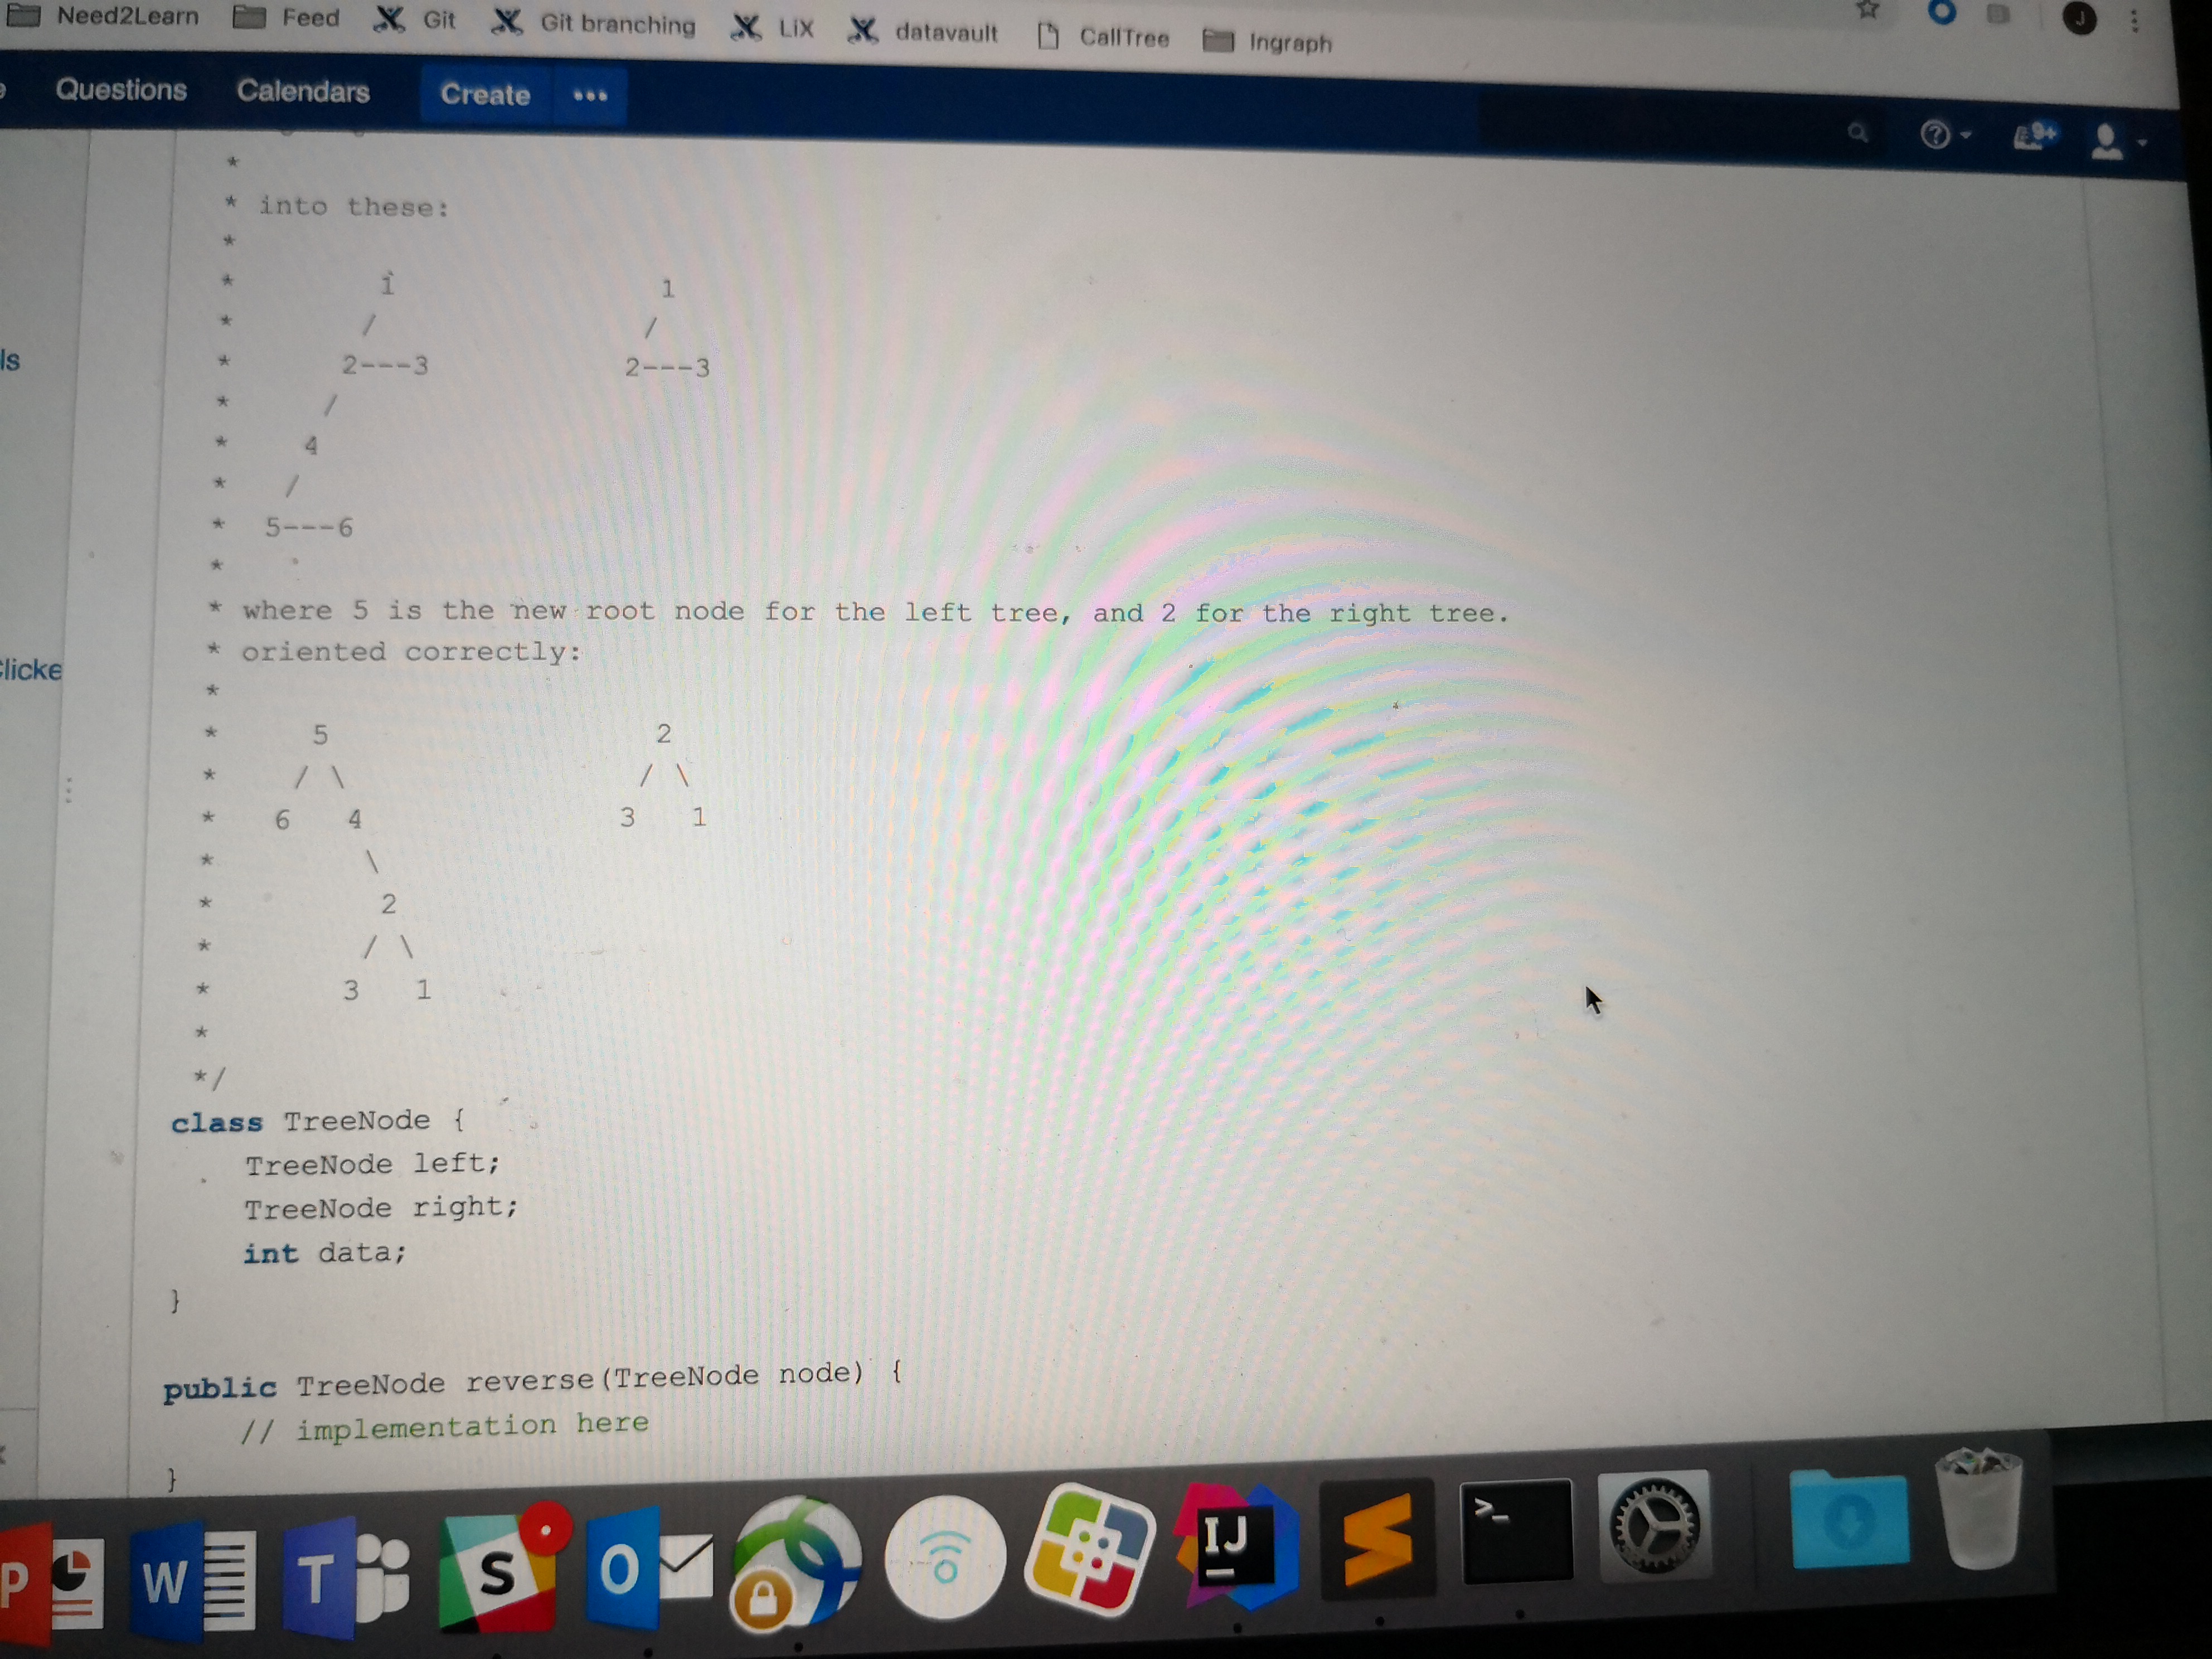 Need2Learn Feed Git Git branching LiX datavault CallTree Ingraph J
Questions Calendars Create ••• 9+
*
* into these:
*
* 1 1
* / /
* 2---3 2---3
* /
* 4
* /
* 5---6
*
* where 5 is the new root node for the left tree, and 2 for the right tree.
* oriented correctly:
*
* 5 2
* / \ / \
* 6 4 3 1
* \
* 2
* / \
* 3 1
*
*/
class TreeNode {
TreeNode left;
TreeNode right;
int data;
}
public TreeNode reverse(TreeNode node) {
// implementation here
}
ls
licke
P W T S O IJ S >_